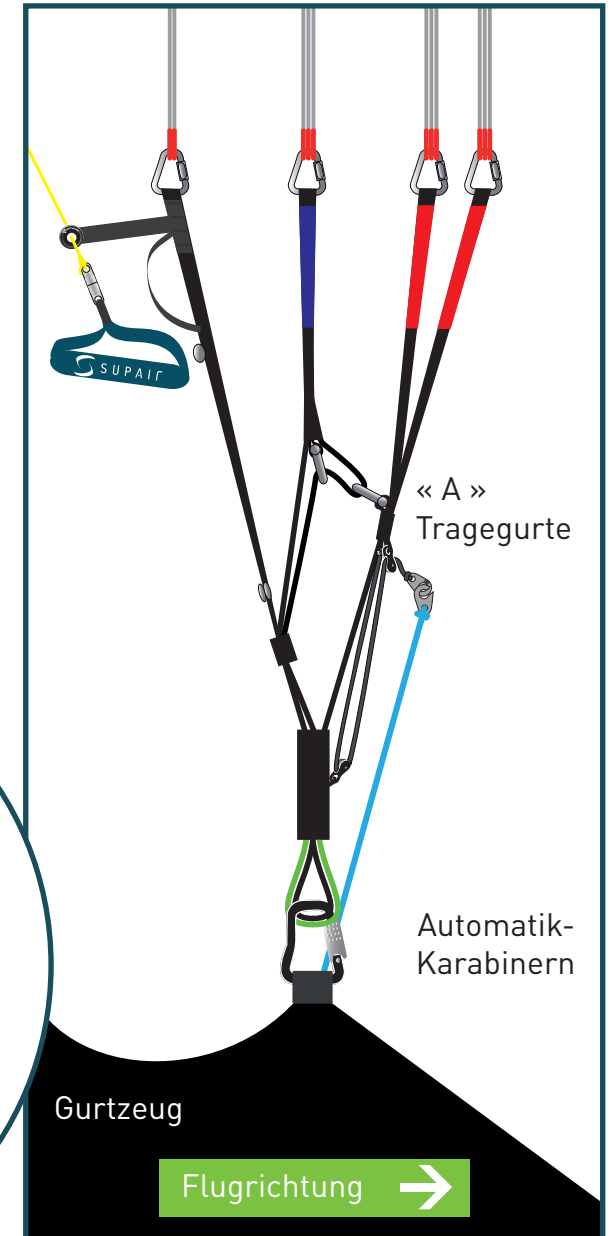 SUPAIR
« A »
Tragegurte
Automatik-
Karabinern
Gurtzeug
Flugrichtung